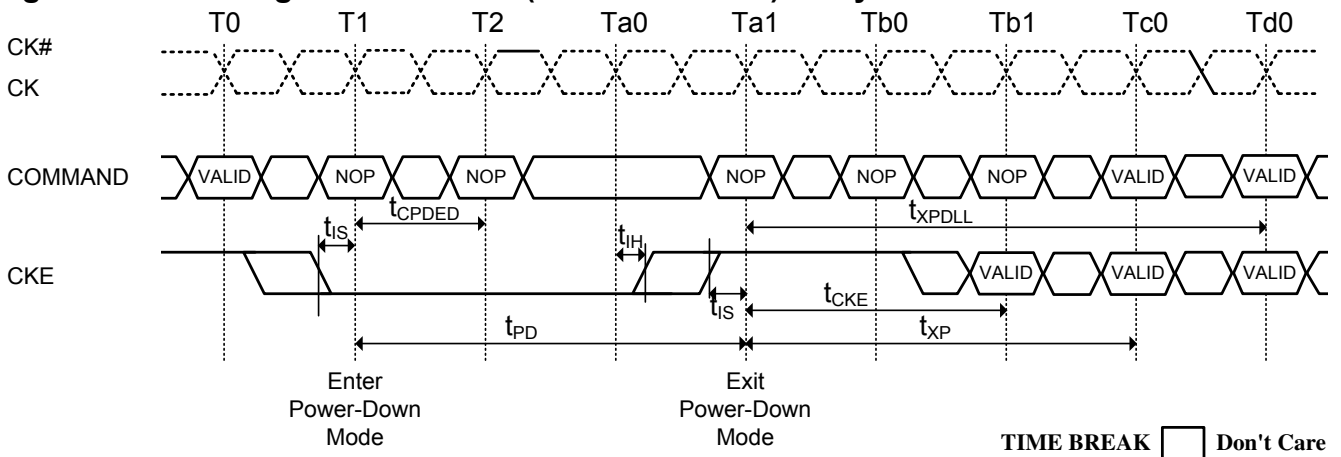 T0 T1 T2 Ta0 Ta1 Tb0 Tb1 Tc0 Td0
CK#
CK
COMMAND
VALID NOP NOP NOP NOP NOP VALID VALID
tCPDED
tXPDLL
tIS
tIH
CKE
VALID VALID VALID
tIS
tCKE
tPD
tXP
Enter
Power-Down
Mode
Exit
Power-Down
Mode
TIME BREAK Don't Care